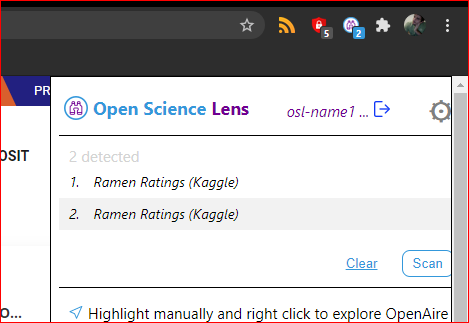 5
2
PR
Open Science Lens
osl-name1 ...
OSIT
2 detected
1. Ramen Ratings (Kaggle)
2. Ramen Ratings (Kaggle)
Clear
Scan
O...
Highlight manually and right click to explore OpenAire